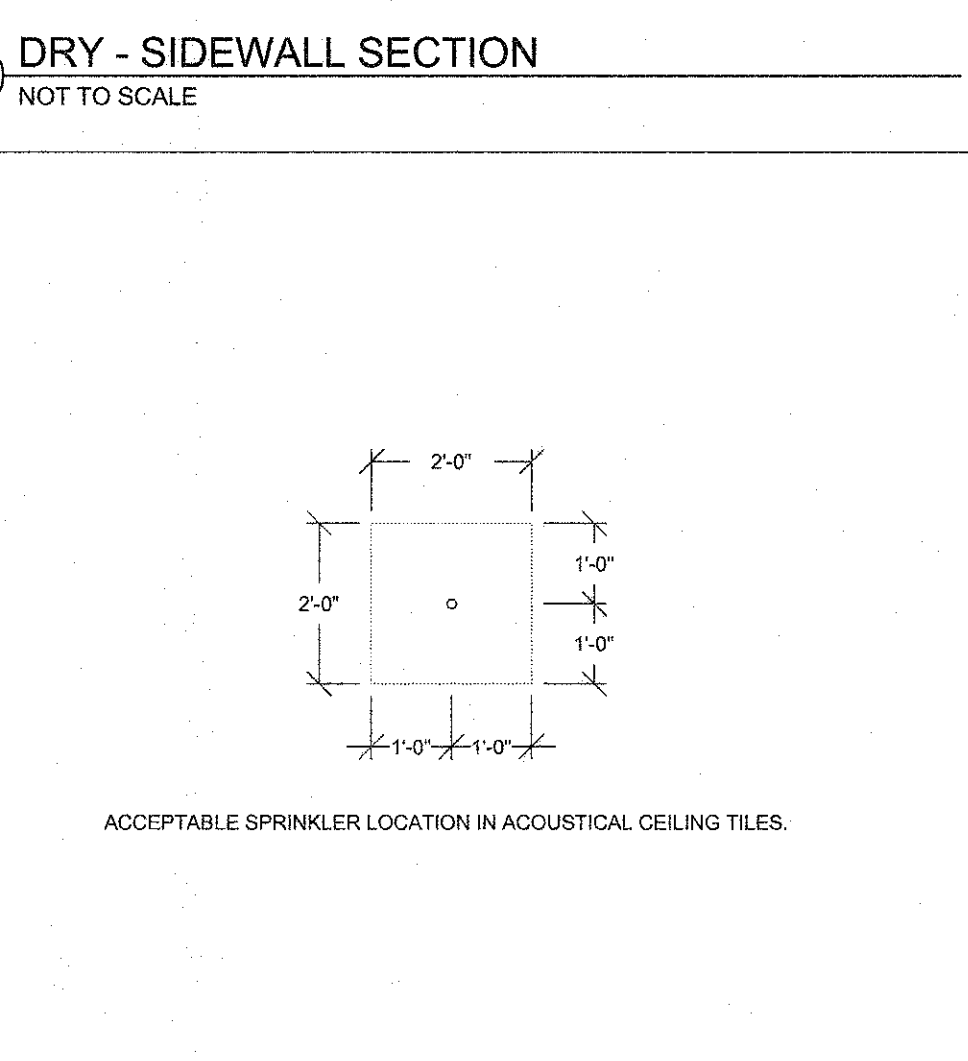 DRY - SIDEWALL SECTION
NOT TO SCALE
2'-0"
1'-0"
2'-0"
1'-0"
1'-0" 1'-0"
ACCEPTABLE SPRINKLER LOCATION IN ACOUSTICAL CEILING TILES.